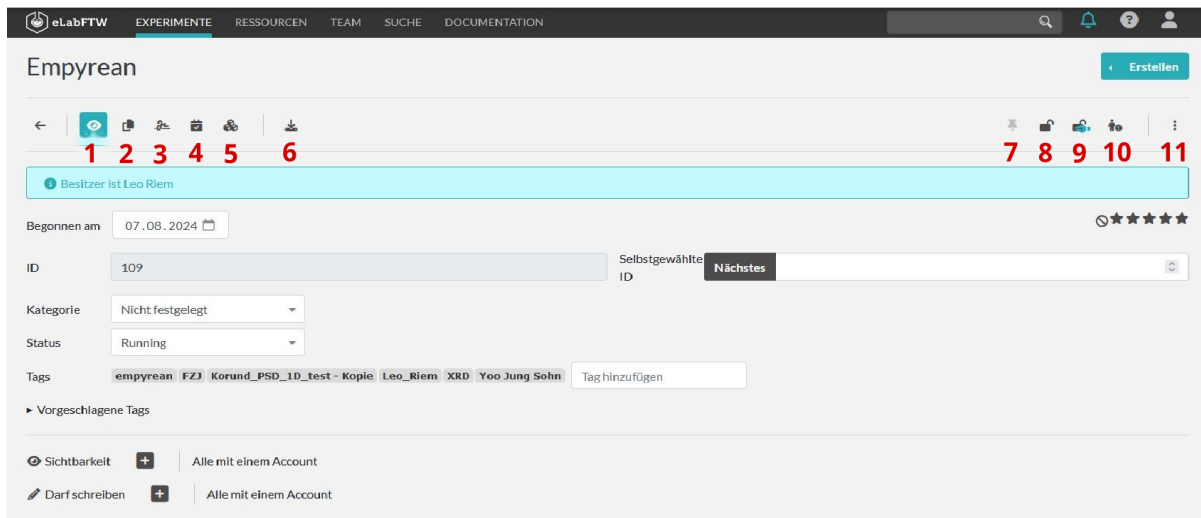 eLabFTW EXPERIMENTE RESSOURCEN TEAM SUCHE DOCUMENTATION
Empyrean
Erstellen
1 2 3 4 5 6 7 8 9 10 11
Besitzer ist Leo Riem
Begonnen am 07.08.2024
ID 109 Selbstgewählte ID Nächstes
Kategorie Nicht festgelegt
Status Running
Tags empyrean FZJ Korund_PSD_1D_test - Kopie Leo_Riem XRD Yoo Jung Sohn Tag hinzufügen
▸ Vorgeschlagene Tags
Sichtbarkeit + Alle mit einem Account
Darf schreiben + Alle mit einem Account